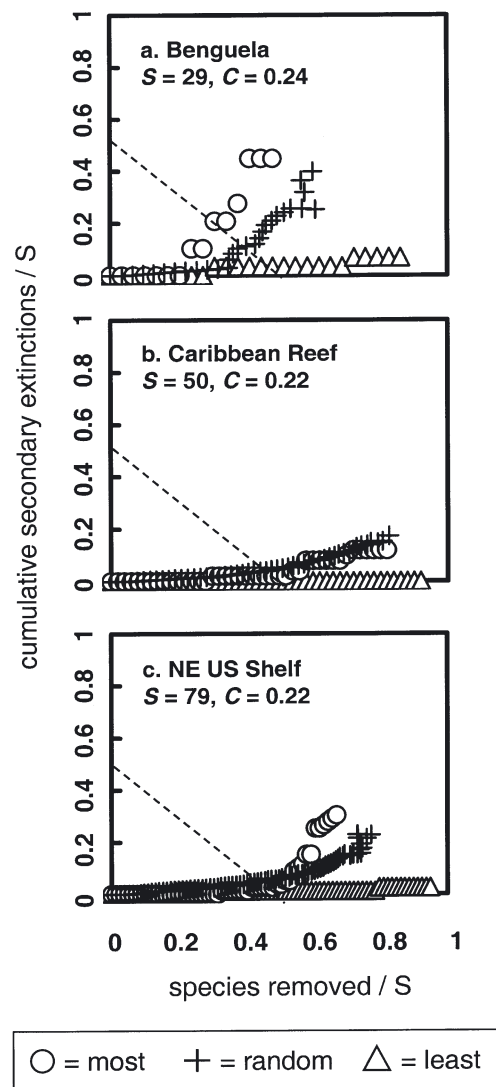 a. Benguela
S = 29, C = 0.24
1
0.8
0.6
0.4
0.2
0
b. Caribbean Reef
S = 50, C = 0.22
1
0.8
0.6
0.4
0.2
0
c. NE US Shelf
S = 79, C = 0.22
1
0.8
0.6
0.4
0.2
0
cumulative secondary extinctions / S
0 0.2 0.4 0.6 0.8 1
species removed / S
= most = random = least